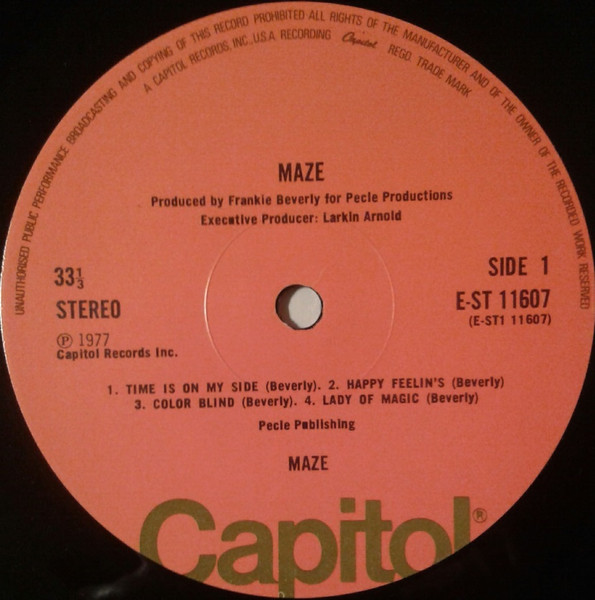 UNAUTHORISED PUBLIC PERFORMANCE BROADCASTING AND COPYING OF THIS RECORD PROHIBITED·ALL RIGHTS OF THE MANUFACTURER AND OF THE OWNER OF THE RECORDED WORK RESERVED
A CAPITOL RECORDS, INC., U.S.A. RECORDING Capitol REGD. TRADE MARK
MAZE
Produced by Frankie Beverly for Pecle Productions
Executive Producer: Larkin Arnold
33⅓
SIDE 1
STEREO
E-ST 11607
(E-ST1 11607)
℗ 1977
Capitol Records Inc.
1. TIME IS ON MY SIDE (Beverly). 2. HAPPY FEELIN'S (Beverly)
3. COLOR BLIND (Beverly). 4. LADY OF MAGIC (Beverly)
Pecle Publishing
MAZE
Capitol®